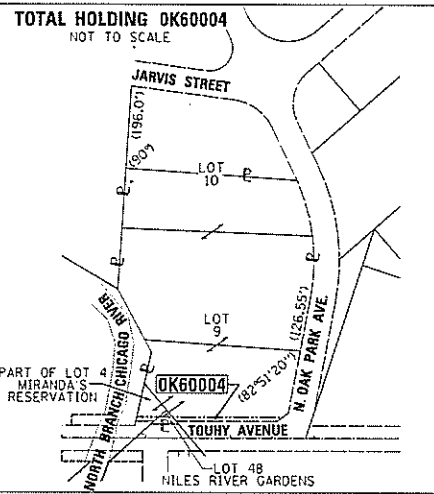 TOTAL HOLDING 0K60004
NOT TO SCALE
JARVIS STREET
(196.0')
(90')
LOT
10
LOT
9
(126.55')
N. OAK PARK AVE.
NORTH BRANCH CHICAGO RIVER
PART OF LOT 4
MIRANDA'S
RESERVATION
0K60004
(82°51'20")
TOUHY AVENUE
LOT 48
NILES RIVER GARDENS